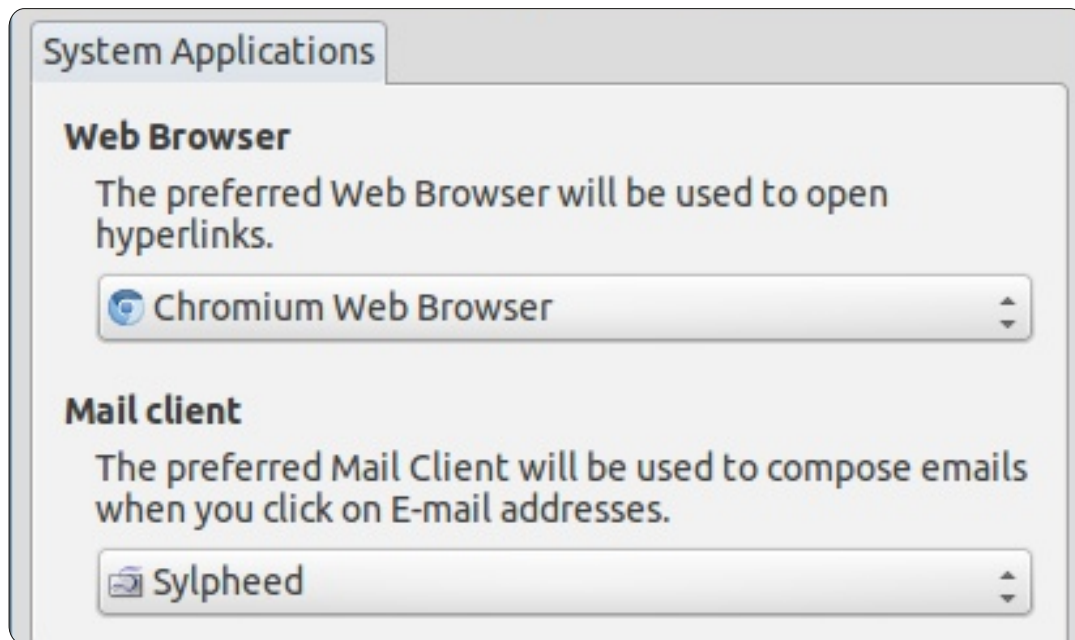 System Applications
Web Browser
The preferred Web Browser will be used to open
hyperlinks.
Chromium Web Browser
Mail client
The preferred Mail Client will be used to compose emails
when you click on E-mail addresses.
Sylpheed